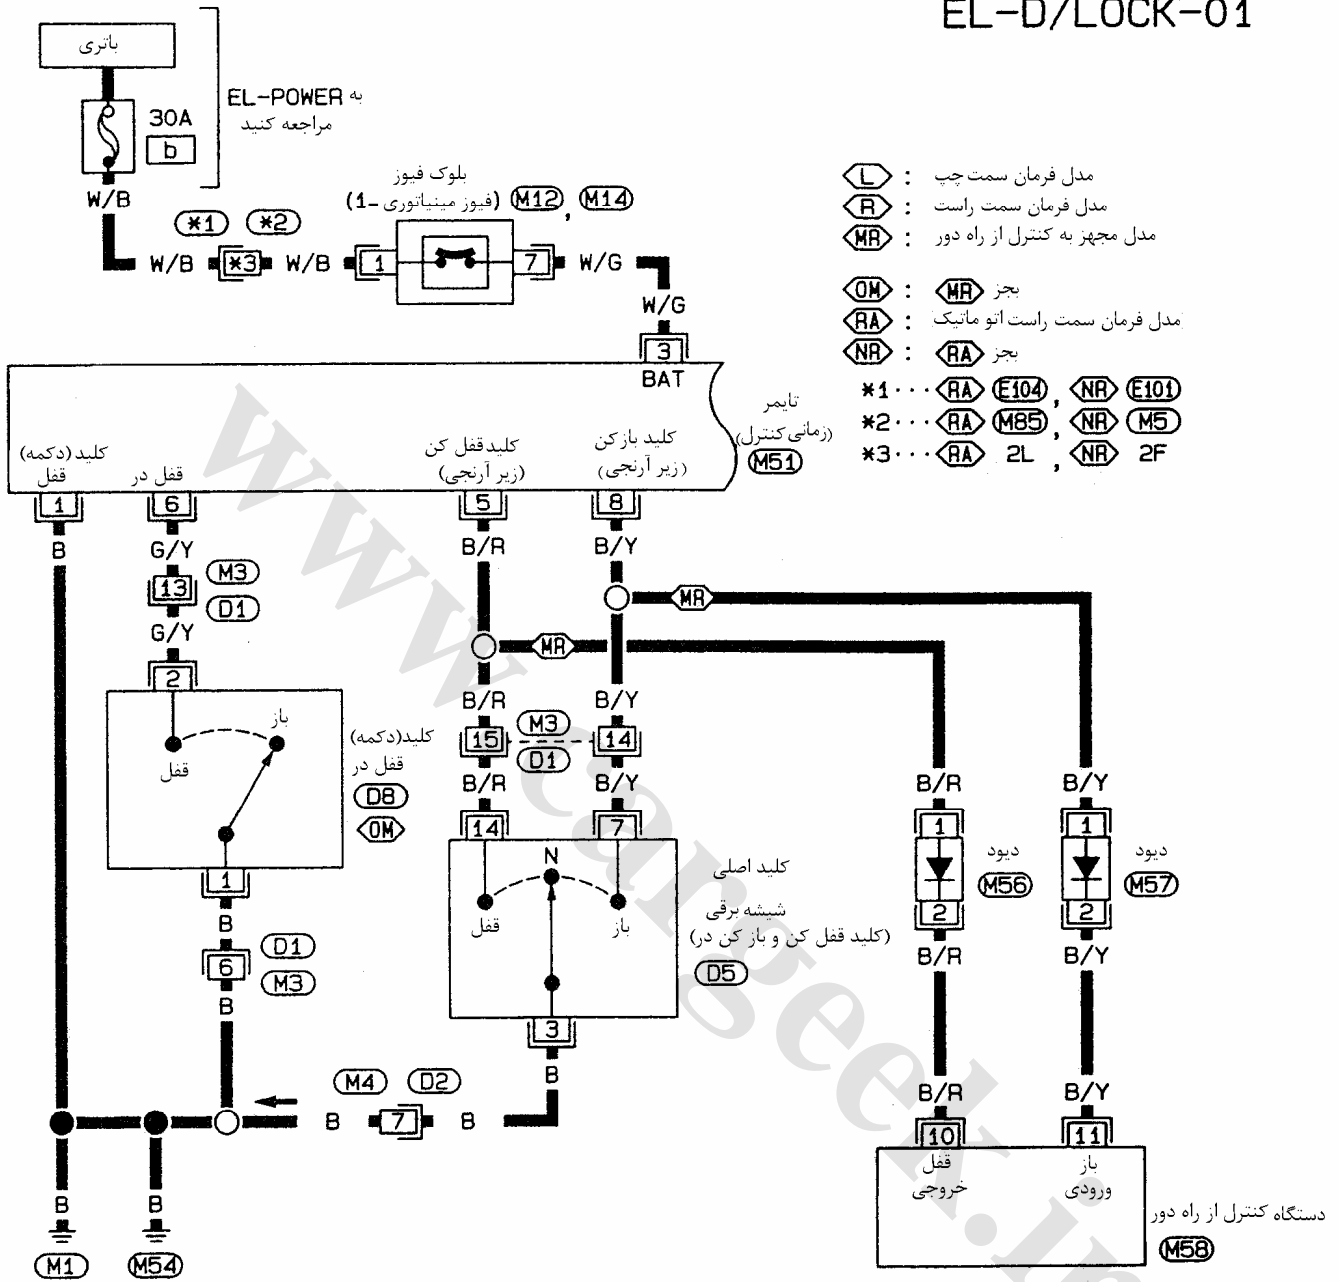 EL-D/LOCK-01
باتری
30A
b
به EL-POWER
مراجعه کنید
W/B
*1 *2
W/B *3 W/B
بلوک فیوز
(فیوز مینیاتوری -1) M12 , M14
1 7
W/G
W/G
3
BAT
L : مدل فرمان سمت چپ
R : مدل فرمان سمت راست
MR : مدل مجهز به کنترل از راه دور
OM : MR بجز
RA : مدل فرمان سمت راست اتو ماتیک
NR : RA بجز
*1··· RA E104 , NR E101
*2··· RA M85 , NR M5
*3··· RA 2L , NR 2F
تایمر
(زمانی کنترل)
M51
کلید (دکمه)
قفل
قفل در
کلید قفل کن
(زیر آرنجی)
کلید باز کن
(زیر آرنجی)
1 6 5 8
B G/Y B/R B/Y
13 M3
D1
G/Y
2
MR
MR
B/R B/Y
15 M3 14
D1
B/R B/Y
14 7
باز
قفل
کلید(دکمه)
قفل در
D8
OM
1
B
6 D1
M3
B
N
قفل
باز
کلید اصلی
شیشه برقی
(کلید قفل کن و باز کن در)
D5
3
B
M4 D2
B 7 B
B B
M1 M54
B/R B/Y
1 1
دیود
M56
دیود
M57
2 2
B/R B/Y
B/R B/Y
10 11
قفل
خروجی
باز
ورودی
دستگاه کنترل از راه دور
M58
www.cargeek.ir